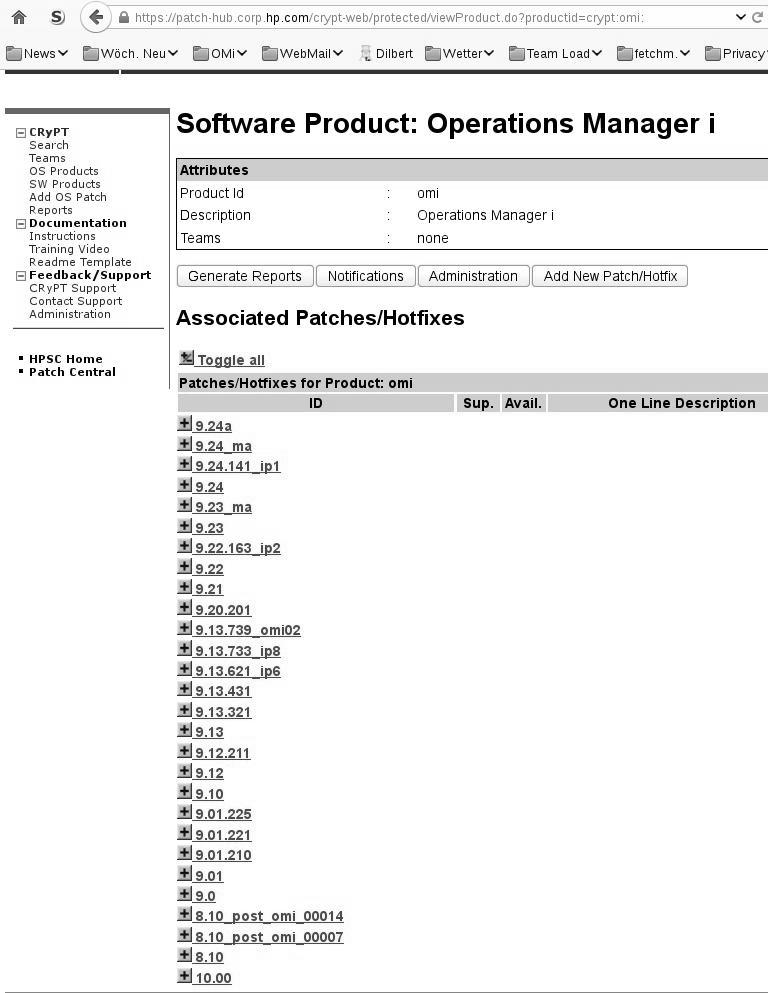 S https://patch-hub.corp.hp.com/crypt-web/protected/viewProduct.do?productid=crypt:omi:
News Wöch. Neu OMi WebMail Dilbert Wetter Team Load fetchm. Privacy
CRyPT
Search
Teams
OS Products
SW Products
Add OS Patch
Reports
Documentation
Instructions
Training Video
Readme Template
Feedback/Support
CRyPT Support
Contact Support
Administration
HPSC Home
Patch Central
Software Product: Operations Manager i
Attributes
Product Id : omi
Description : Operations Manager i
Teams : none
Generate Reports Notifications Administration Add New Patch/Hotfix
Associated Patches/Hotfixes
Toggle all
Patches/Hotfixes for Product: omi
ID Sup. Avail. One Line Description
9.24a
9.24_ma
9.24.141_ip1
9.24
9.23_ma
9.23
9.22.163_ip2
9.22
9.21
9.20.201
9.13.739_omi02
9.13.733_ip8
9.13.621_ip6
9.13.431
9.13.321
9.13
9.12.211
9.12
9.10
9.01.225
9.01.221
9.01.210
9.01
9.0
8.10_post_omi_00014
8.10_post_omi_00007
8.10
10.00